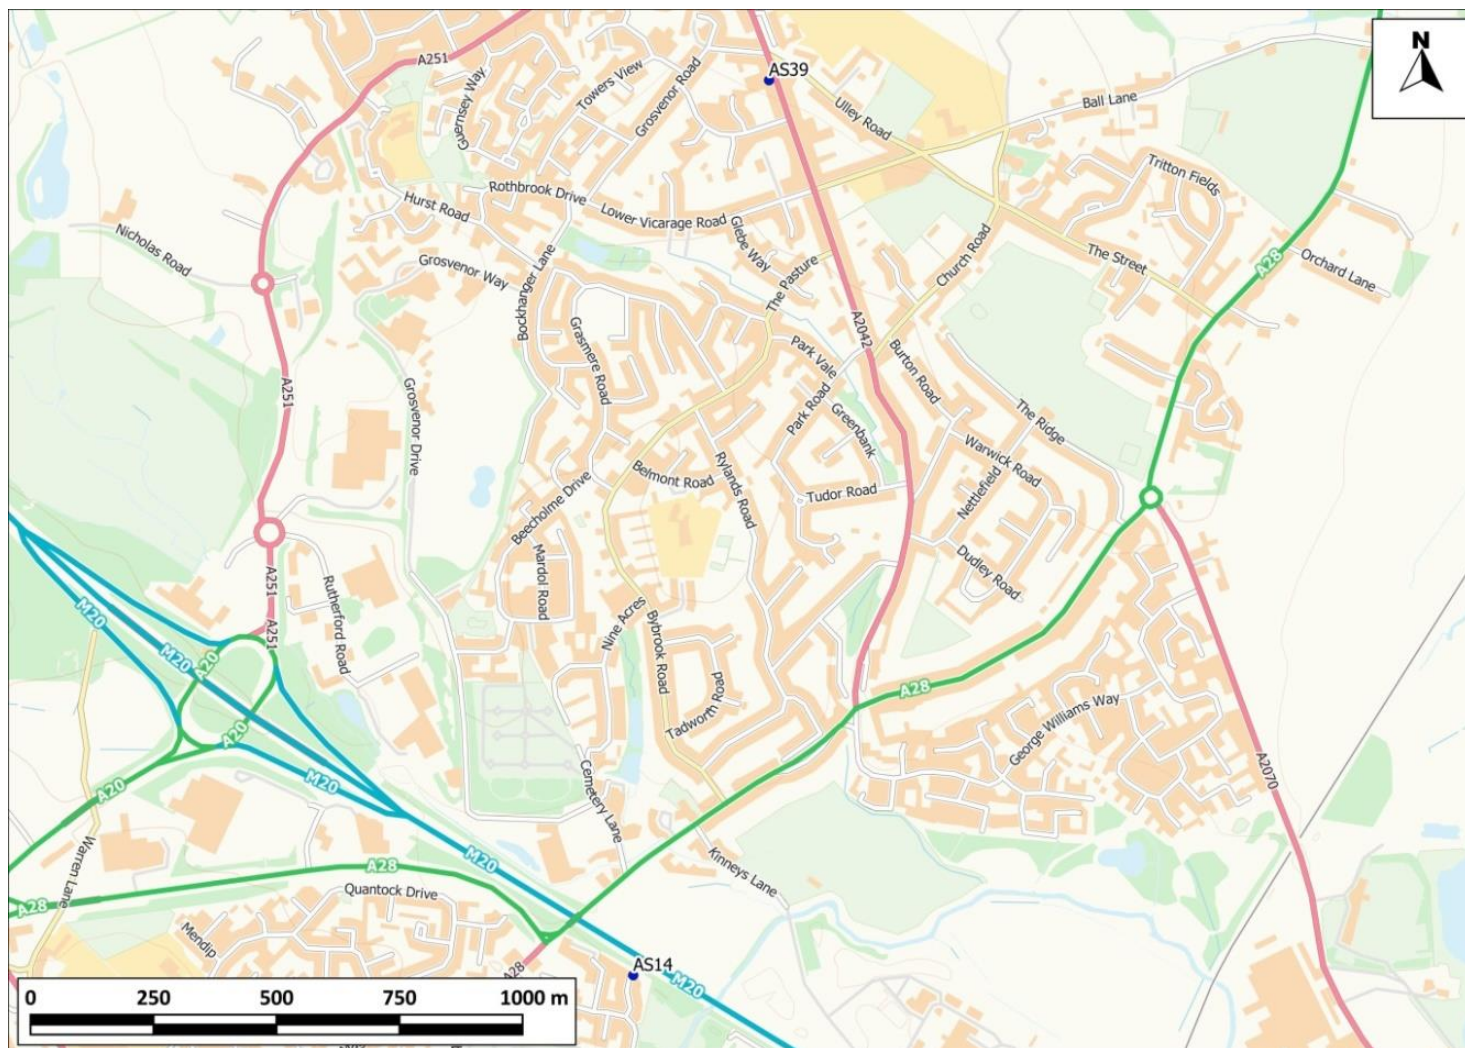 N
A251
AS39
Towers View
Grosvenor Road
Guernsey Way
Ulley Road
Ball Lane
Tritton Fields
Rothbrook Drive
Hurst Road
Lower Vicarage Road
Glebe Way
Church Road
The Street
Nicholas Road
Grosvenor Way
Bockhanger Lane
The Pasture
A28
Orchard Lane
A2042
Grasmere Road
Park Vale
Burton Road
A251
Grosvenor Drive
Park Road
Greenbank
The Ridge
Warwick Road
Belmont Road
Rylands Road
Nettlefield
Tudor Road
Beecholme Drive
Mardol Road
Dudley Road
A251
M20
Rutherford Road
Nine Acres
Bybrook Road
A251
M20
A20
Tadworth Road
A28
George Williams Way
A20
A2070
M20
A20
Cemetery Lane
Warren Lane
M20
A28
Kinneys Lane
Quantock Drive
A28
Mendip
AS14
A28
M20
0 250 500 750 1000 m